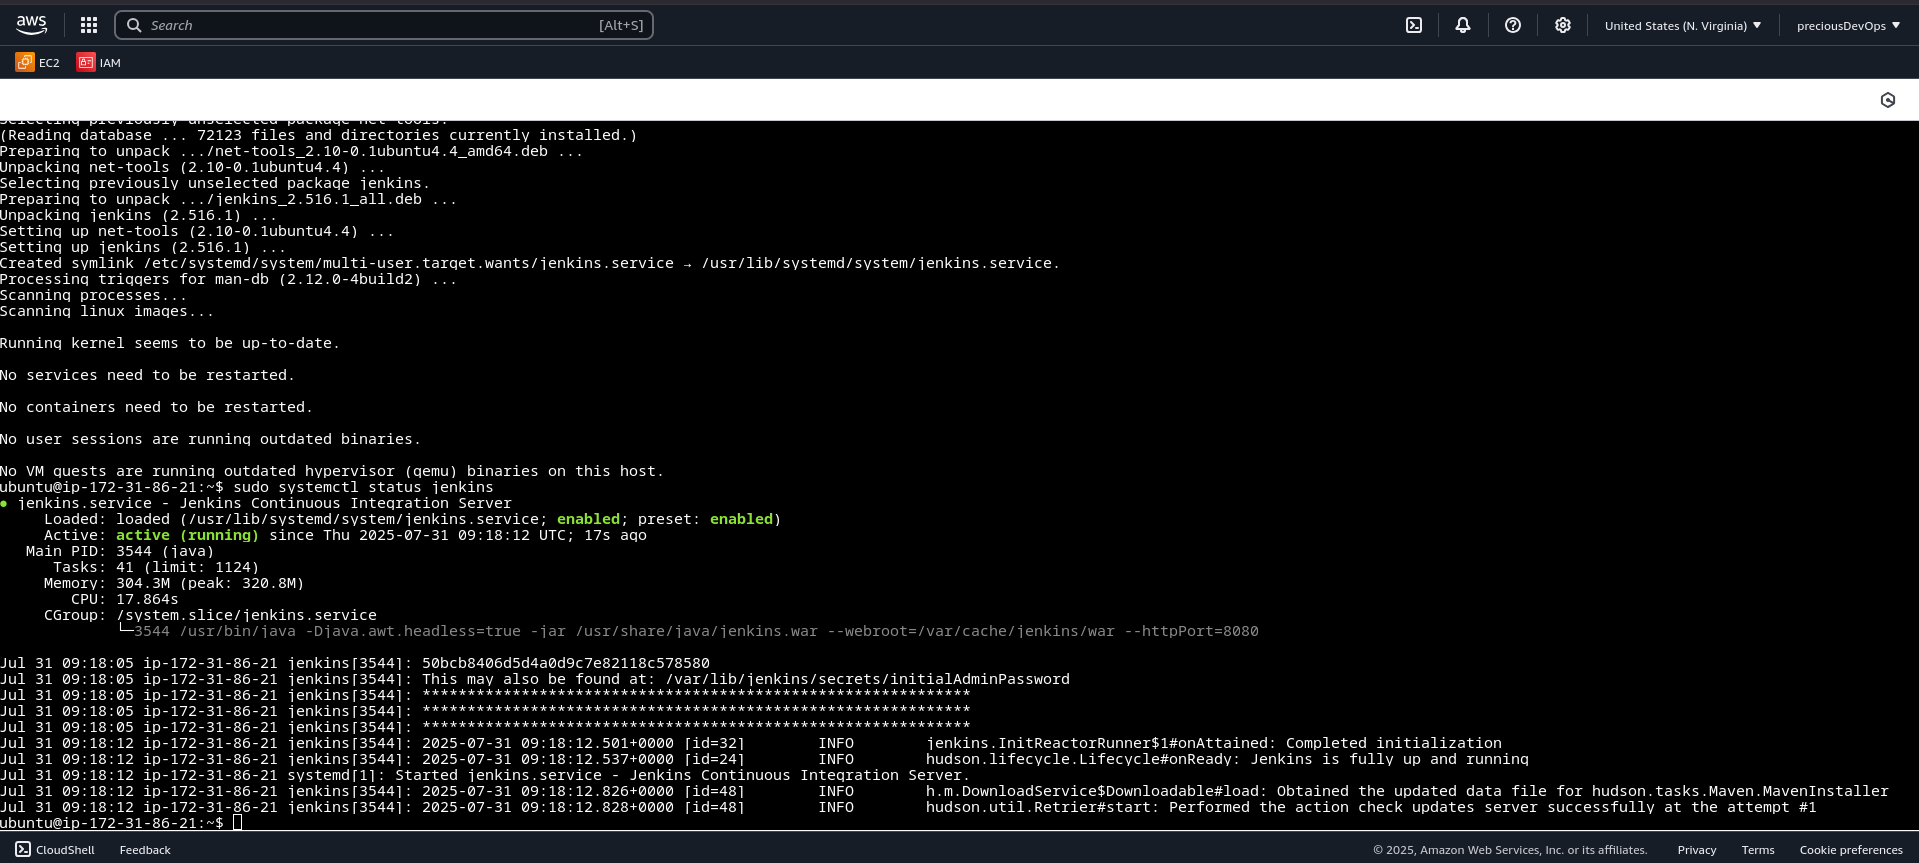 aws
Search [Alt+S]
United States (N. Virginia)
preciousDevOps
EC2
IAM
Selecting previously unselected package net-tools.
(Reading database ... 72123 files and directories currently installed.)
Preparing to unpack .../net-tools_2.10-0.1ubuntu4.4_amd64.deb ...
Unpacking net-tools (2.10-0.1ubuntu4.4) ...
Selecting previously unselected package jenkins.
Preparing to unpack .../jenkins_2.516.1_all.deb ...
Unpacking jenkins (2.516.1) ...
Setting up net-tools (2.10-0.1ubuntu4.4) ...
Setting up jenkins (2.516.1) ...
Created symlink /etc/systemd/system/multi-user.target.wants/jenkins.service → /usr/lib/systemd/system/jenkins.service.
Processing triggers for man-db (2.12.0-4build2) ...
Scanning processes...
Scanning linux images...
Running kernel seems to be up-to-date.
No services need to be restarted.
No containers need to be restarted.
No user sessions are running outdated binaries.
No VM guests are running outdated hypervisor (qemu) binaries on this host.
ubuntu@ip-172-31-86-21:~$ sudo systemctl status jenkins
● jenkins.service - Jenkins Continuous Integration Server
Loaded: loaded (/usr/lib/systemd/system/jenkins.service; enabled; preset: enabled)
Active: active (running) since Thu 2025-07-31 09:18:12 UTC; 17s ago
Main PID: 3544 (java)
Tasks: 41 (limit: 1124)
Memory: 304.3M (peak: 320.8M)
CPU: 17.864s
CGroup: /system.slice/jenkins.service
└─3544 /usr/bin/java -Djava.awt.headless=true -jar /usr/share/java/jenkins.war --webroot=/var/cache/jenkins/war --httpPort=8080
Jul 31 09:18:05 ip-172-31-86-21 jenkins[3544]: 50bcb8406d5d4a0d9c7e82118c578580
Jul 31 09:18:05 ip-172-31-86-21 jenkins[3544]: This may also be found at: /var/lib/jenkins/secrets/initialAdminPassword
Jul 31 09:18:05 ip-172-31-86-21 jenkins[3544]: *************************************************************
Jul 31 09:18:05 ip-172-31-86-21 jenkins[3544]: *************************************************************
Jul 31 09:18:05 ip-172-31-86-21 jenkins[3544]: *************************************************************
Jul 31 09:18:12 ip-172-31-86-21 jenkins[3544]: 2025-07-31 09:18:12.501+0000 [id=32] INFO jenkins.InitReactorRunner$1#onAttained: Completed initialization
Jul 31 09:18:12 ip-172-31-86-21 jenkins[3544]: 2025-07-31 09:18:12.537+0000 [id=24] INFO hudson.lifecycle.Lifecycle#onReady: Jenkins is fully up and running
Jul 31 09:18:12 ip-172-31-86-21 systemd[1]: Started jenkins.service - Jenkins Continuous Integration Server.
Jul 31 09:18:12 ip-172-31-86-21 jenkins[3544]: 2025-07-31 09:18:12.826+0000 [id=48] INFO h.m.DownloadService$Downloadable#load: Obtained the updated data file for hudson.tasks.Maven.MavenInstaller
Jul 31 09:18:12 ip-172-31-86-21 jenkins[3544]: 2025-07-31 09:18:12.828+0000 [id=48] INFO hudson.util.Retrier#start: Performed the action check updates server successfully at the attempt #1
ubuntu@ip-172-31-86-21:~$
CloudShell Feedback © 2025, Amazon Web Services, Inc. or its affiliates. Privacy Terms Cookie preferences